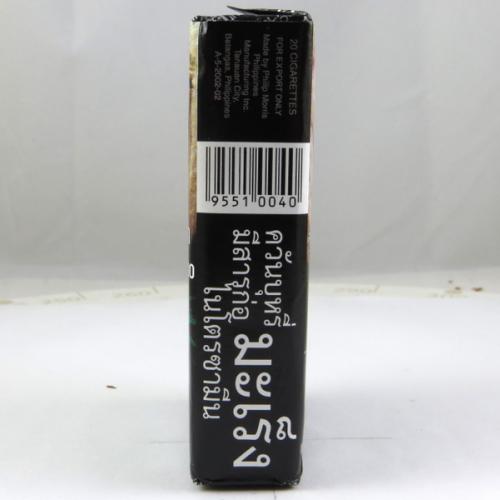 20 CIGARETTES
FOR EXPORT ONLY
Made by Philip Morris
Philippines
Manufacturing Inc.
Tanauan City,
Batangas, Philippines
A-5-2002-02
9551 0040
ควันบุหรี่
มีสารก่อ
มะเร็ง
ไนโตรซามีน